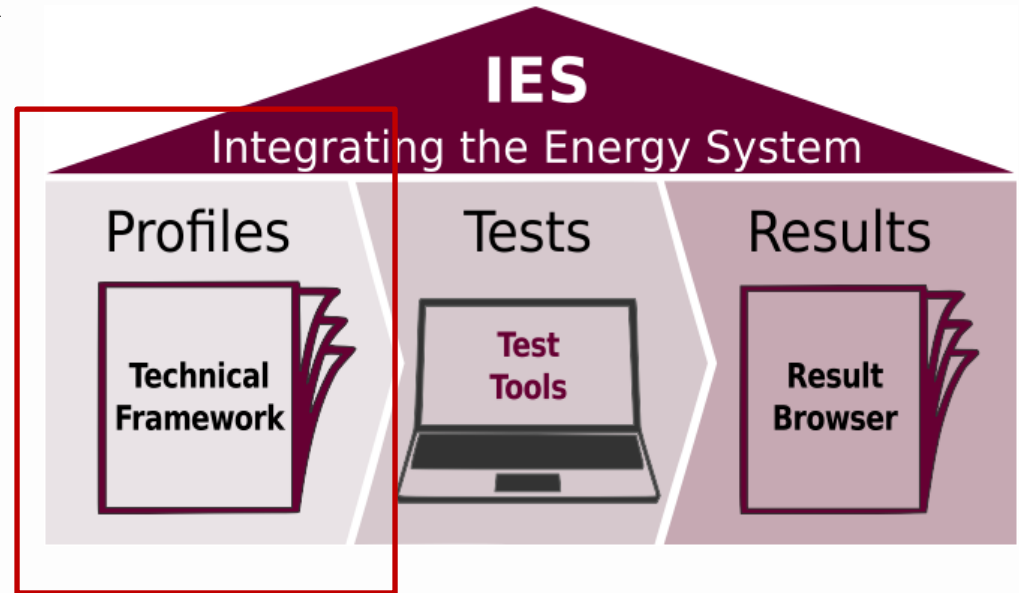 IES
Integrating the Energy System
Profiles
Tests
Results
Technical
Framework
Test
Tools
Result
Browser